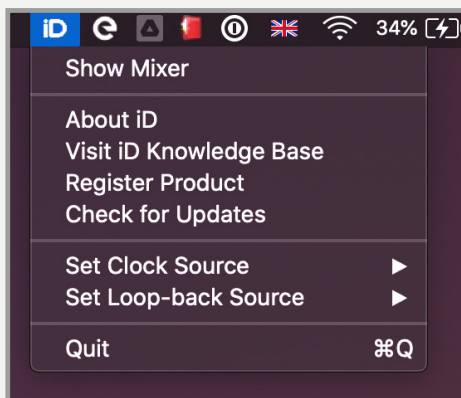 iD 34%
Show Mixer
About iD
Visit iD Knowledge Base
Register Product
Check for Updates
Set Clock Source
Set Loop-back Source
Quit ⌘Q